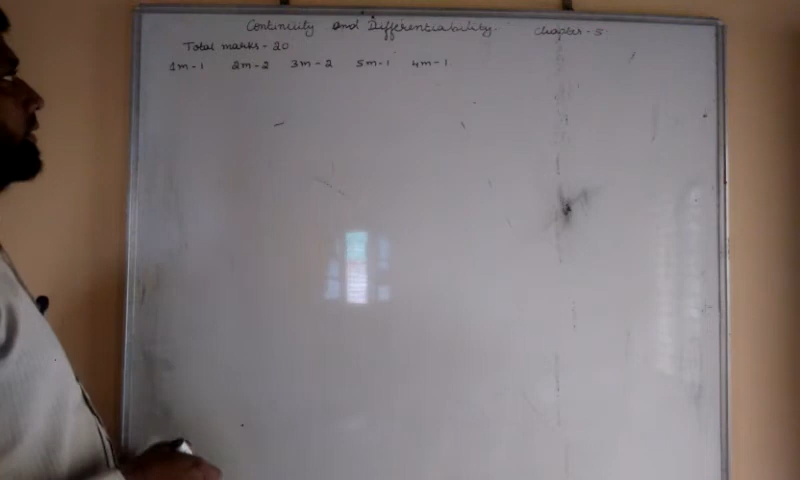 Continuity and Differentiability. Chapter - 5
Total marks - 20
1m - 1 2m - 2 3m - 2 5m - 1 4m - 1